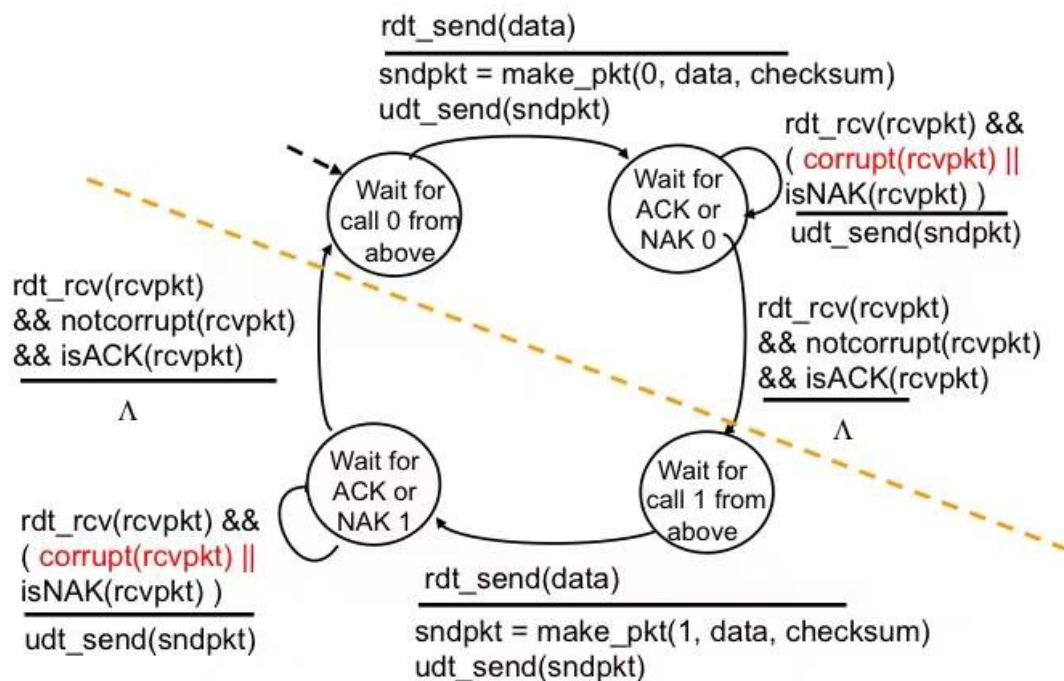 rdt_send(data)
sndpkt = make_pkt(0, data, checksum)
udt_send(sndpkt)
rdt_rcv(rcvpkt) &&
( corrupt(rcvpkt) ||
isNAK(rcvpkt) )
udt_send(sndpkt)
Wait for
call 0 from
above
Wait for
ACK or
NAK 0
rdt_rcv(rcvpkt)
&& notcorrupt(rcvpkt)
&& isACK(rcvpkt)
Λ
rdt_rcv(rcvpkt)
&& notcorrupt(rcvpkt)
&& isACK(rcvpkt)
Λ
Wait for
ACK or
NAK 1
Wait for
call 1 from
above
rdt_rcv(rcvpkt) &&
( corrupt(rcvpkt) ||
isNAK(rcvpkt) )
udt_send(sndpkt)
rdt_send(data)
sndpkt = make_pkt(1, data, checksum)
udt_send(sndpkt)